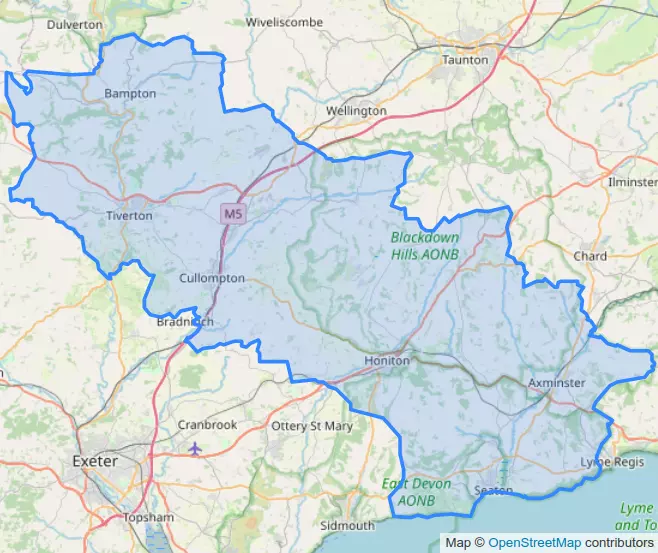 Dulverton
Wiveliscombe
Taunton
Bampton
Wellington
Ilminster
Tiverton
M5
Blackdown
Hills AONB
Chard
Cullompton
Bradninch
Honiton
Axminster
Cranbrook
Ottery St Mary
Exeter
Lyme Regis
East Devon
AONB
Seaton
Topsham
Sidmouth
Lyme
and To
Map © OpenStreetMap contributors